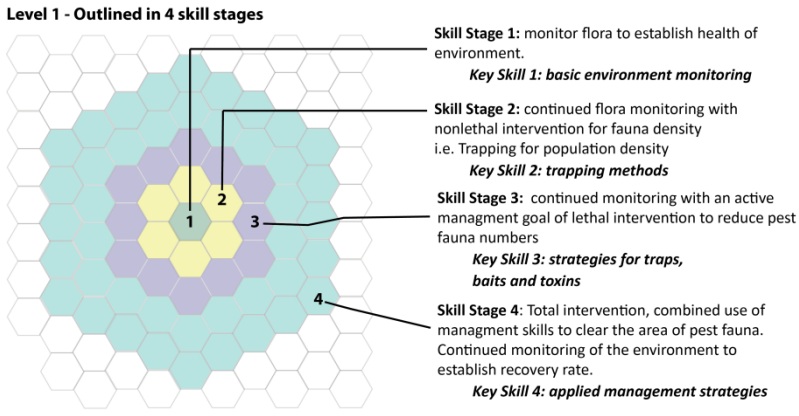 Level 1 - Outlined in 4 skill stages
Skill Stage 1: monitor flora to establish health of
environment.
Key Skill 1: basic environment monitoring
Skill Stage 2: continued flora monitoring with
nonlethal intervention for fauna density
i.e. Trapping for population density
Key Skill 2: trapping methods
Skill Stage 3: continued monitoring with an active
managment goal of lethal intervention to reduce pest
fauna numbers
Key Skill 3: strategies for traps,
baits and toxins
Skill Stage 4: Total intervention, combined use of
managment skills to clear the area of pest fauna.
Continued monitoring of the environment to
establish recovery rate.
Key Skill 4: applied management strategies
2
1
3
4